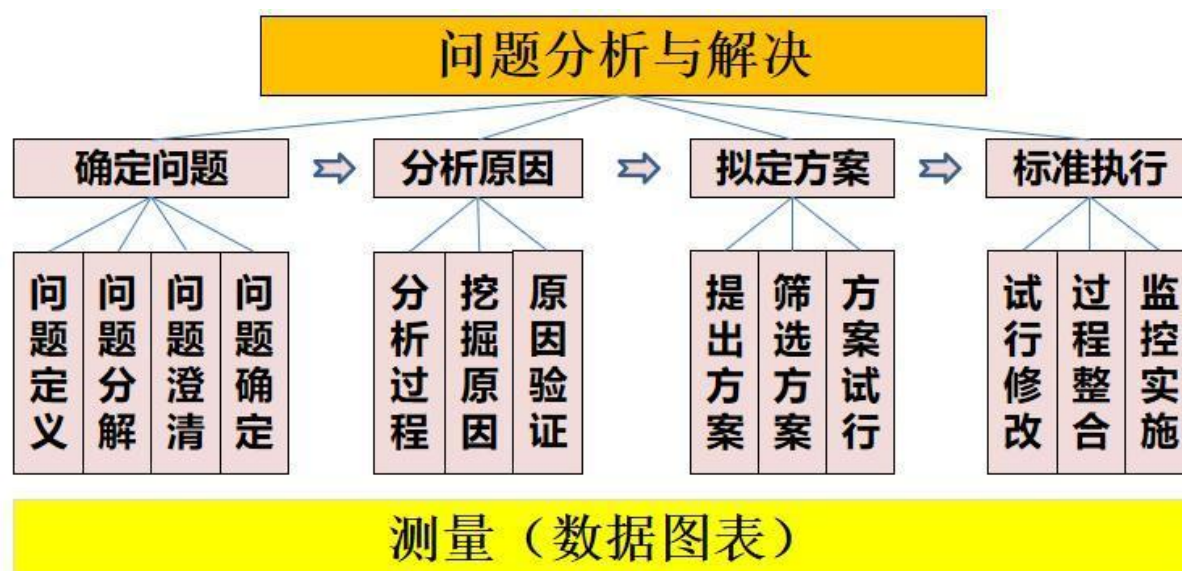 问题分析与解决
确定问题
分析原因
拟定方案
标准执行
问题定义
问题分解
问题澄清
问题确定
分析过程
挖掘原因
原因验证
提出方案
筛选方案
方案试行
试行修改
过程整合
监控实施
测量（数据图表）